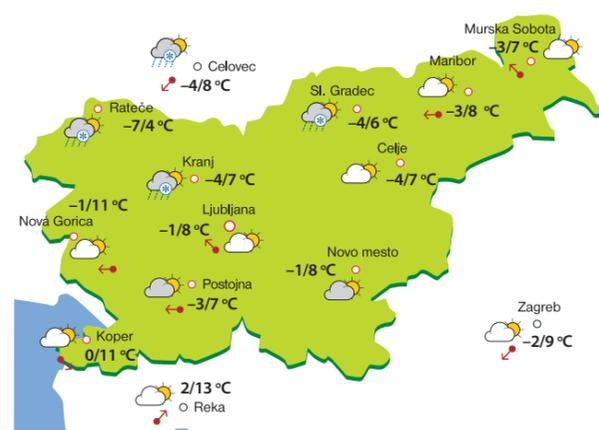 Murska Sobota
–3/7 °C
Celovec
–4/8 °C
Maribor
–3/8 °C
Sl. Gradec
–4/6 °C
Rateče
–7/4 °C
Celje
–4/7 °C
Kranj
–4/7 °C
–1/11 °C
Nova Gorica
Ljubljana
–1/8 °C
Novo mesto
–1/8 °C
Postojna
–3/7 °C
Zagreb
–2/9 °C
Koper
0/11 °C
2/13 °C
Reka